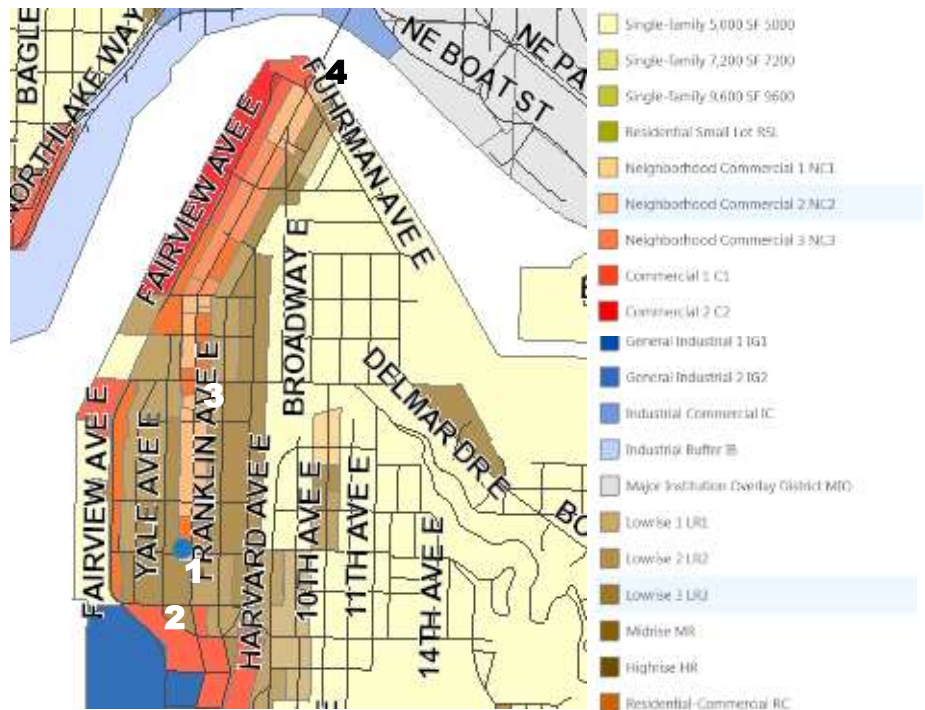 BAGLE
NORTHLAKE WAY
NE BOAT ST
NE PA
4
FUHRMAN AVE E
FAIRVIEW AVE E
BROADWAY E
E
DELMAR DR E
BO
3
FAIRVIEW AVE E
YALE AVE E
RANKLIN AVE E
HARVARD AVE E
10TH AVE E
11TH AVE E
14TH AVE E
1
2
E
Single-family 5,000 SF 5000
Single-family 7,200 SF 7200
Single-family 9,600 SF 9600
Residential Small Lot RSL
Neighborhood Commercial 1 NC1
Neighborhood Commercial 2 NC2
Neighborhood Commercial 3 NC3
Commercial 1 C1
Commercial 2 C2
General Industrial 1 IG1
General Industrial 2 IG2
Industrial Commercial IC
Industrial Buffer IB
Major Institution Overlay District MIO
Lowrise 1 LR1
Lowrise 2 LR2
Lowrise 3 LR3
Midrise MR
Highrise HR
Residential-Commercial RC